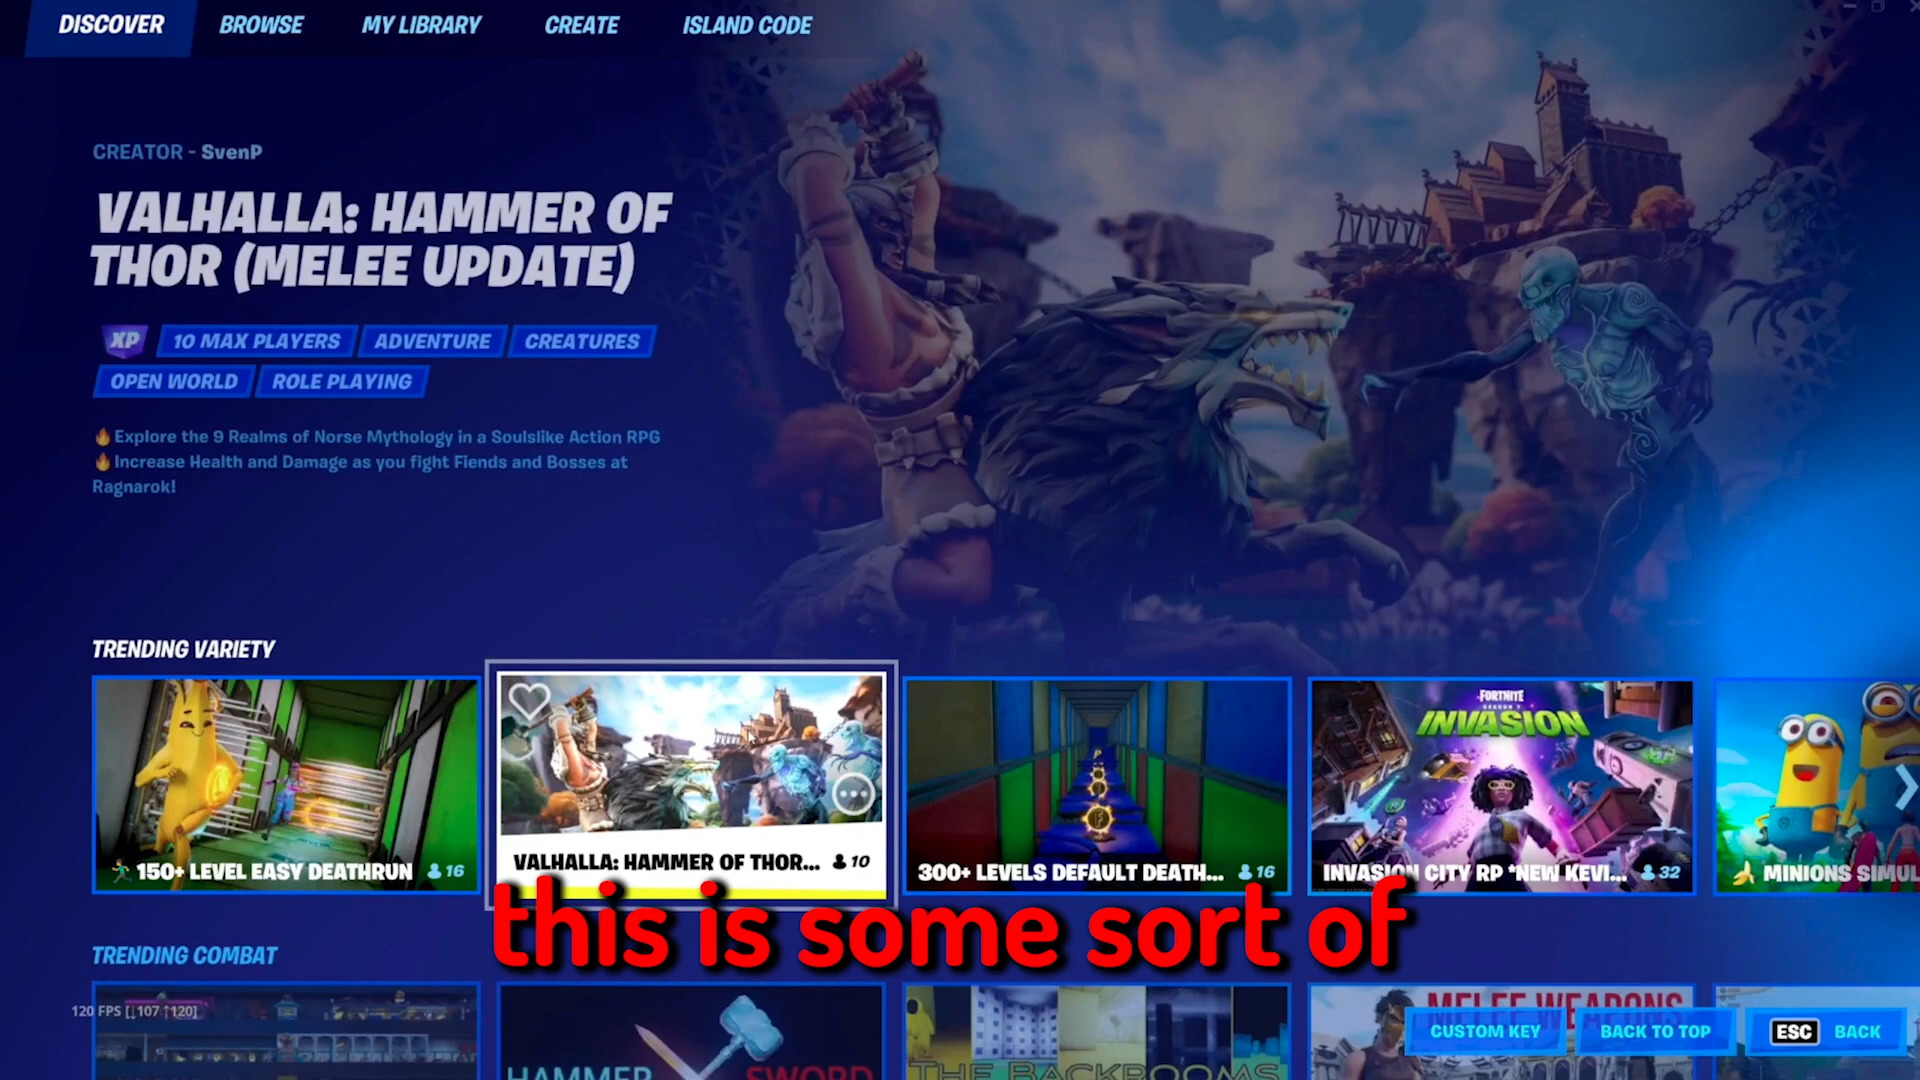 DISCOVER
BROWSE
MY LIBRARY
CREATE
ISLAND CODE
CREATOR - SvenP
VALHALLA: HAMMER OF
THOR (MELEE UPDATE)
XP
10 MAX PLAYERS
ADVENTURE
CREATURES
OPEN WORLD
ROLE PLAYING
Explore the 9 Realms of Norse Mythology in a Soulslike Action RPG
Increase Health and Damage as you fight Fiends and Bosses at
Ragnarok!
TRENDING VARIETY
FORTNITE
INVASION
150+ LEVEL EASY DEATHRUN
16
VALHALLA: HAMMER OF THOR...
10
300+ LEVELS DEFAULT DEATH...
16
INVASION CITY RP *NEW KEVI...
32
MINIONS SIMUL
this is some sort of
TRENDING COMBAT
120 FPS [↓107 ↑120]
HAMMER
SWORD
THE BACKROOMS
MELEE WEAPONS
CUSTOM KEY
BACK TO TOP
ESC
BACK